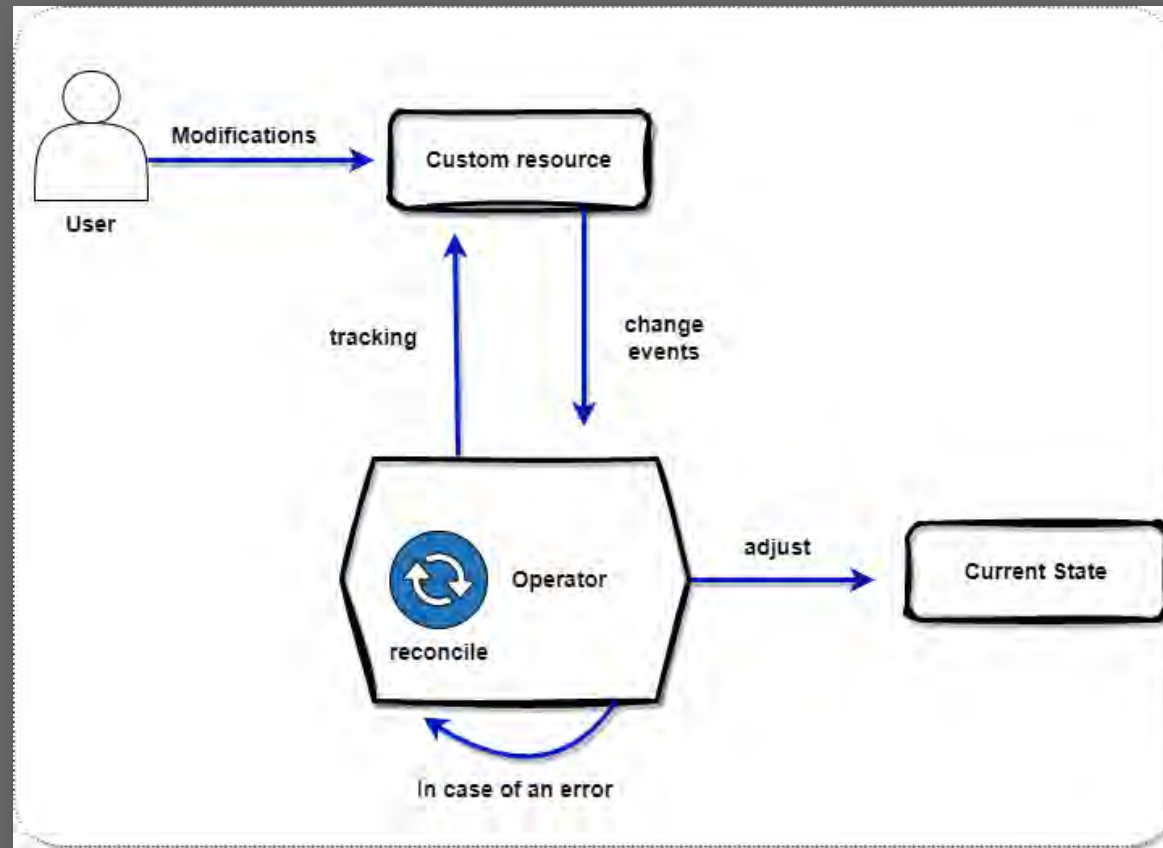 Modifications
Custom resource
User
tracking
change
events
adjust
Current State
Operator
reconcile
In case of an error